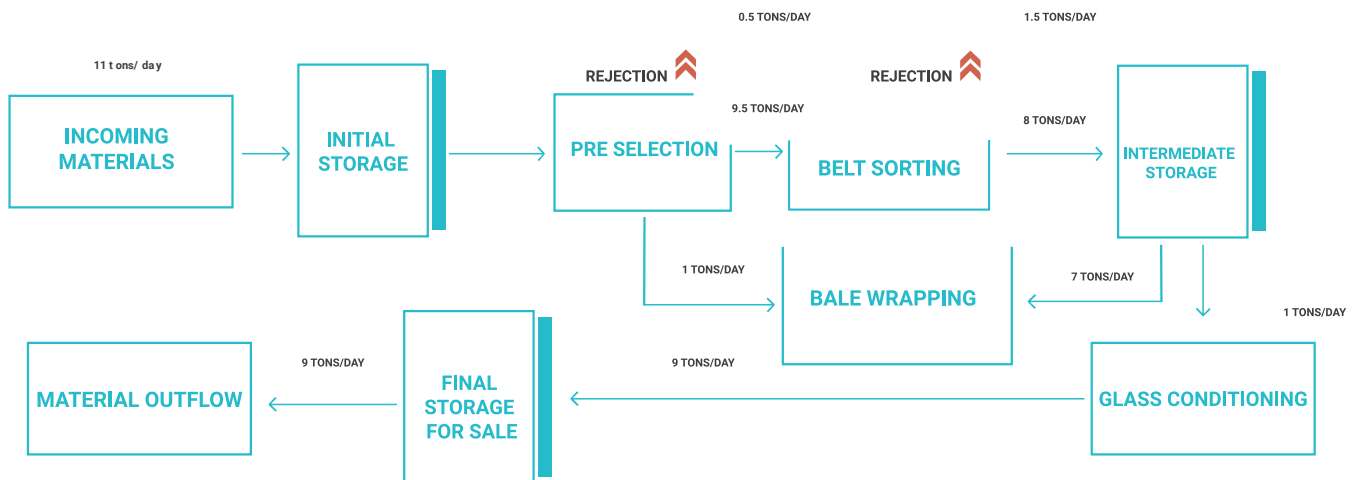 0.5 TONS/DAY
1.5 TONS/DAY
11 t ons/ day
REJECTION
REJECTION
9.5 TONS/DAY
8 TONS/DAY
INCOMING
MATERIALS
INITIAL
STORAGE
PRE SELECTION
BELT SORTING
INTERMEDIATE
STORAGE
1 TONS/DAY
7 TONS/DAY
BALE WRAPPING
1 TONS/DAY
9 TONS/DAY
9 TONS/DAY
MATERIAL OUTFLOW
FINAL
STORAGE
FOR SALE
GLASS CONDITIONING